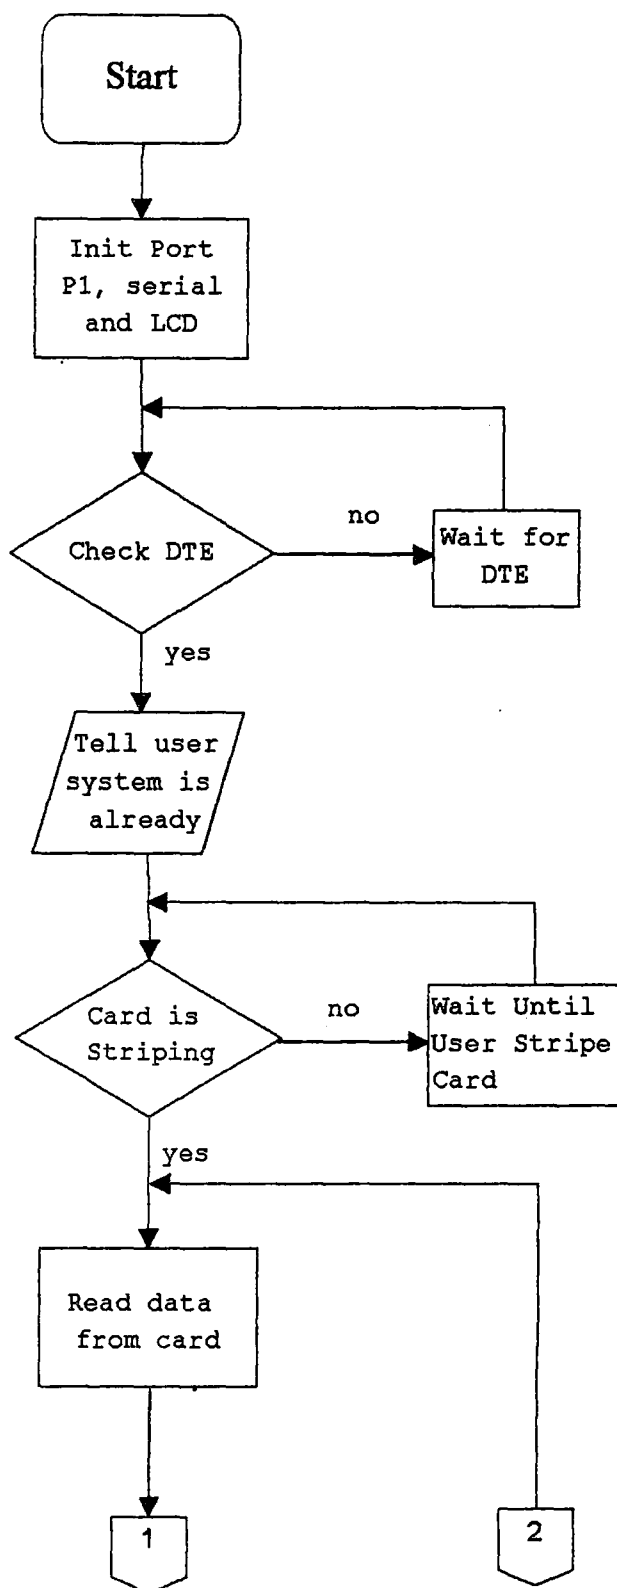 Start
Init Port
P1, serial
and LCD
Check DTE
no
Wait for
DTE
yes
Tell user
system is
already
Card is
Striping
no
Wait Until
User Stripe
Card
yes
Read data
from card
1
2